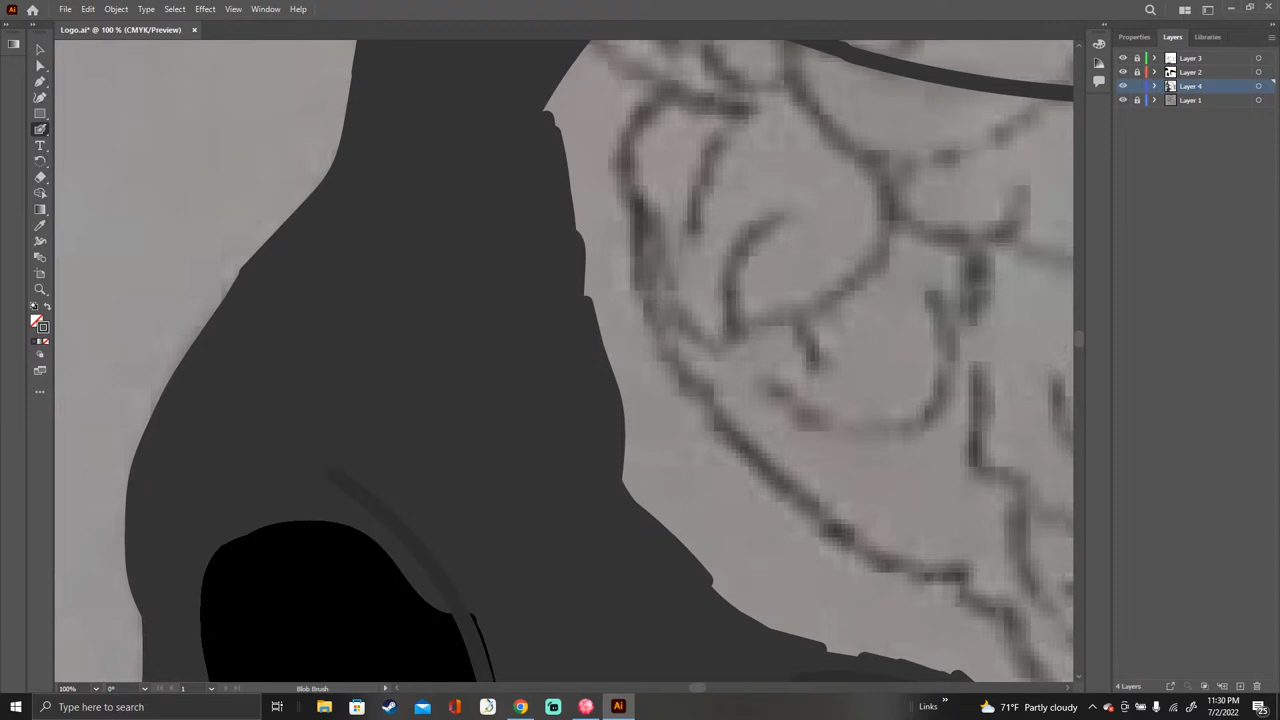 File Edit Object Type Select Effect View Window Help
Logo.ai* @ 100 % (CMYK/Preview)
Properties Layers Libraries
Layer 3
Layer 2
Layer 4
Layer 1
4 Layers
100% 0° 1 Blob Brush
Type here to search
Links
71°F Partly cloudy
11:30 PM
7/2/2022